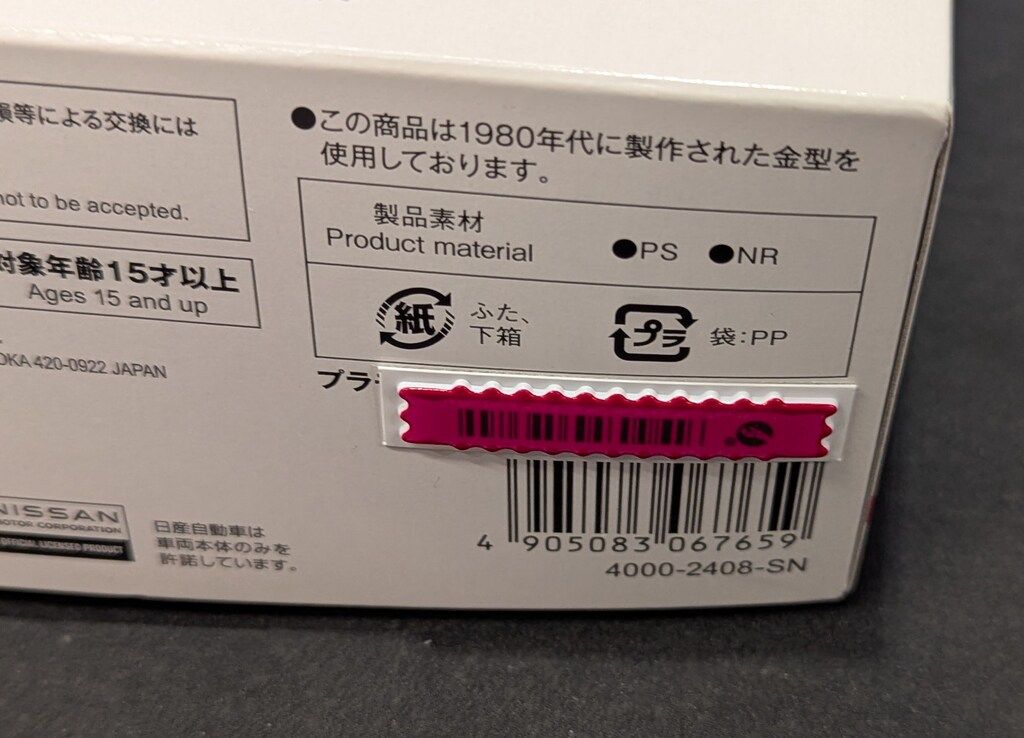 損等による交換には
not to be accepted.
対象年齢15才以上
Ages 15 and up
OKA 420-0922 JAPAN
NISSAN
MOTOR CORPORATION
OFFICIAL LICENSED PRODUCT
日産自動車は
車両本体のみを
許諾しています。
●この商品は1980年代に製作された金型を
使用しております。
製品素材
Product material
●PS ●NR
紙
ふた、
下箱
プラ
袋:PP
プラ
4 905083 067659
4000-2408-SN